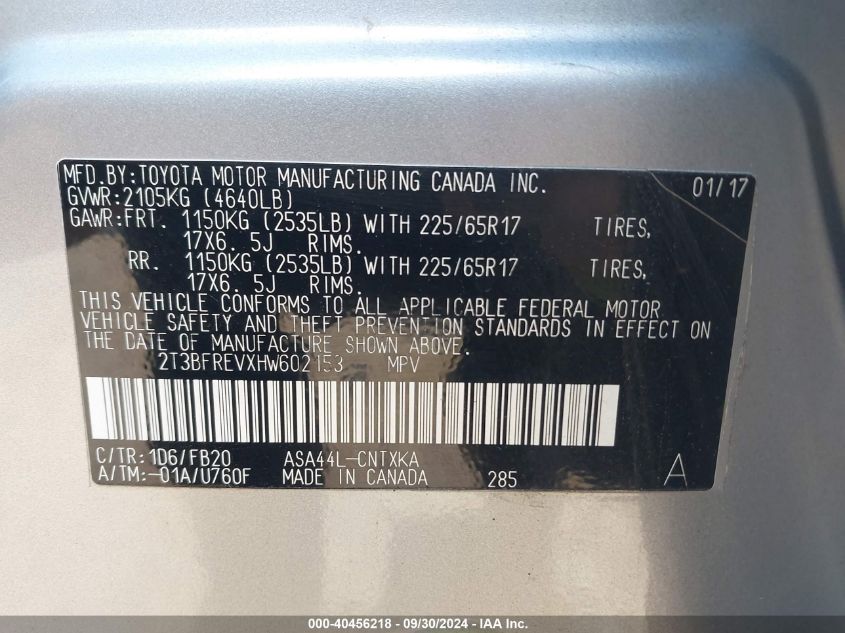 MFD.BY:TOYOTA MOTOR MANUFACTURING CANADA INC. 01/17
GVWR:2105KG (4640LB)
GAWR:FRT. 1150KG (2535LB) WITH 225/65R17 TIRES,
17X6.5J RIMS.
RR. 1150KG (2535LB) WITH 225/65R17 TIRES,
17X6.5J RIMS.
THIS VEHICLE CONFORMS TO ALL APPLICABLE FEDERAL MOTOR
VEHICLE SAFETY AND THEFT PREVENTION STANDARDS IN EFFECT ON
THE DATE OF MANUFACTURE SHOWN ABOVE.
2T3BFREVXHW602153 MPV
C/TR:1D6/FB20 ASA44L-CNTXKA
A/TM:-01A/U760F MADE IN CANADA 285 A
000-40456218 - 09/30/2024 - IAA Inc.